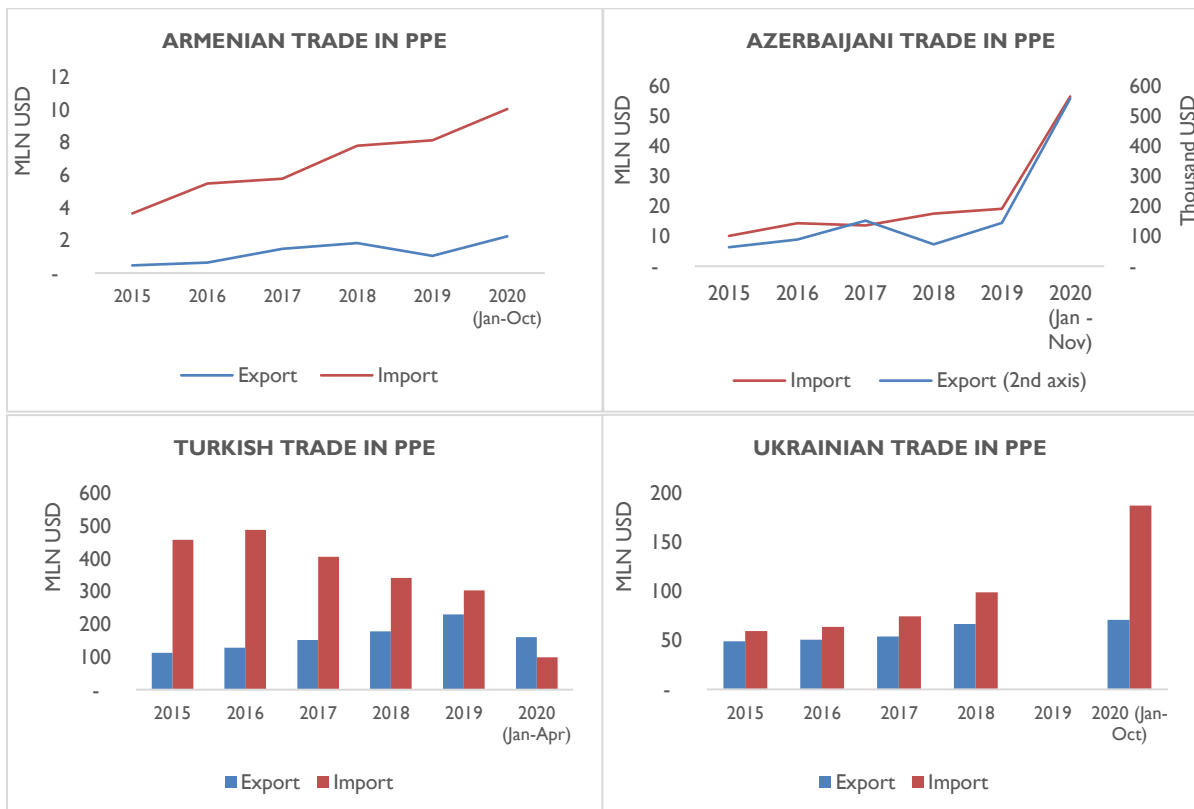 ARMENIAN TRADE IN PPE
MLN USD
12
10
8
6
4
2
-
2015 2016 2017 2018 2019 2020
(Jan-Oct)
Export Import
AZERBAIJANI TRADE IN PPE
MLN USD
60
50
40
30
20
10
-
600
500
400
300
200
100
-
Thousand USD
2015 2016 2017 2018 2019 2020
(Jan -
Nov)
Import Export (2nd axis)
TURKISH TRADE IN PPE
MLN USD
600
500
400
300
200
100
-
2015 2016 2017 2018 2019 2020
(Jan-Apr)
Export Import
UKRAINIAN TRADE IN PPE
MLN USD
200
150
100
50
-
2015 2016 2017 2018 2019 2020 (Jan-
Oct)
Export Import